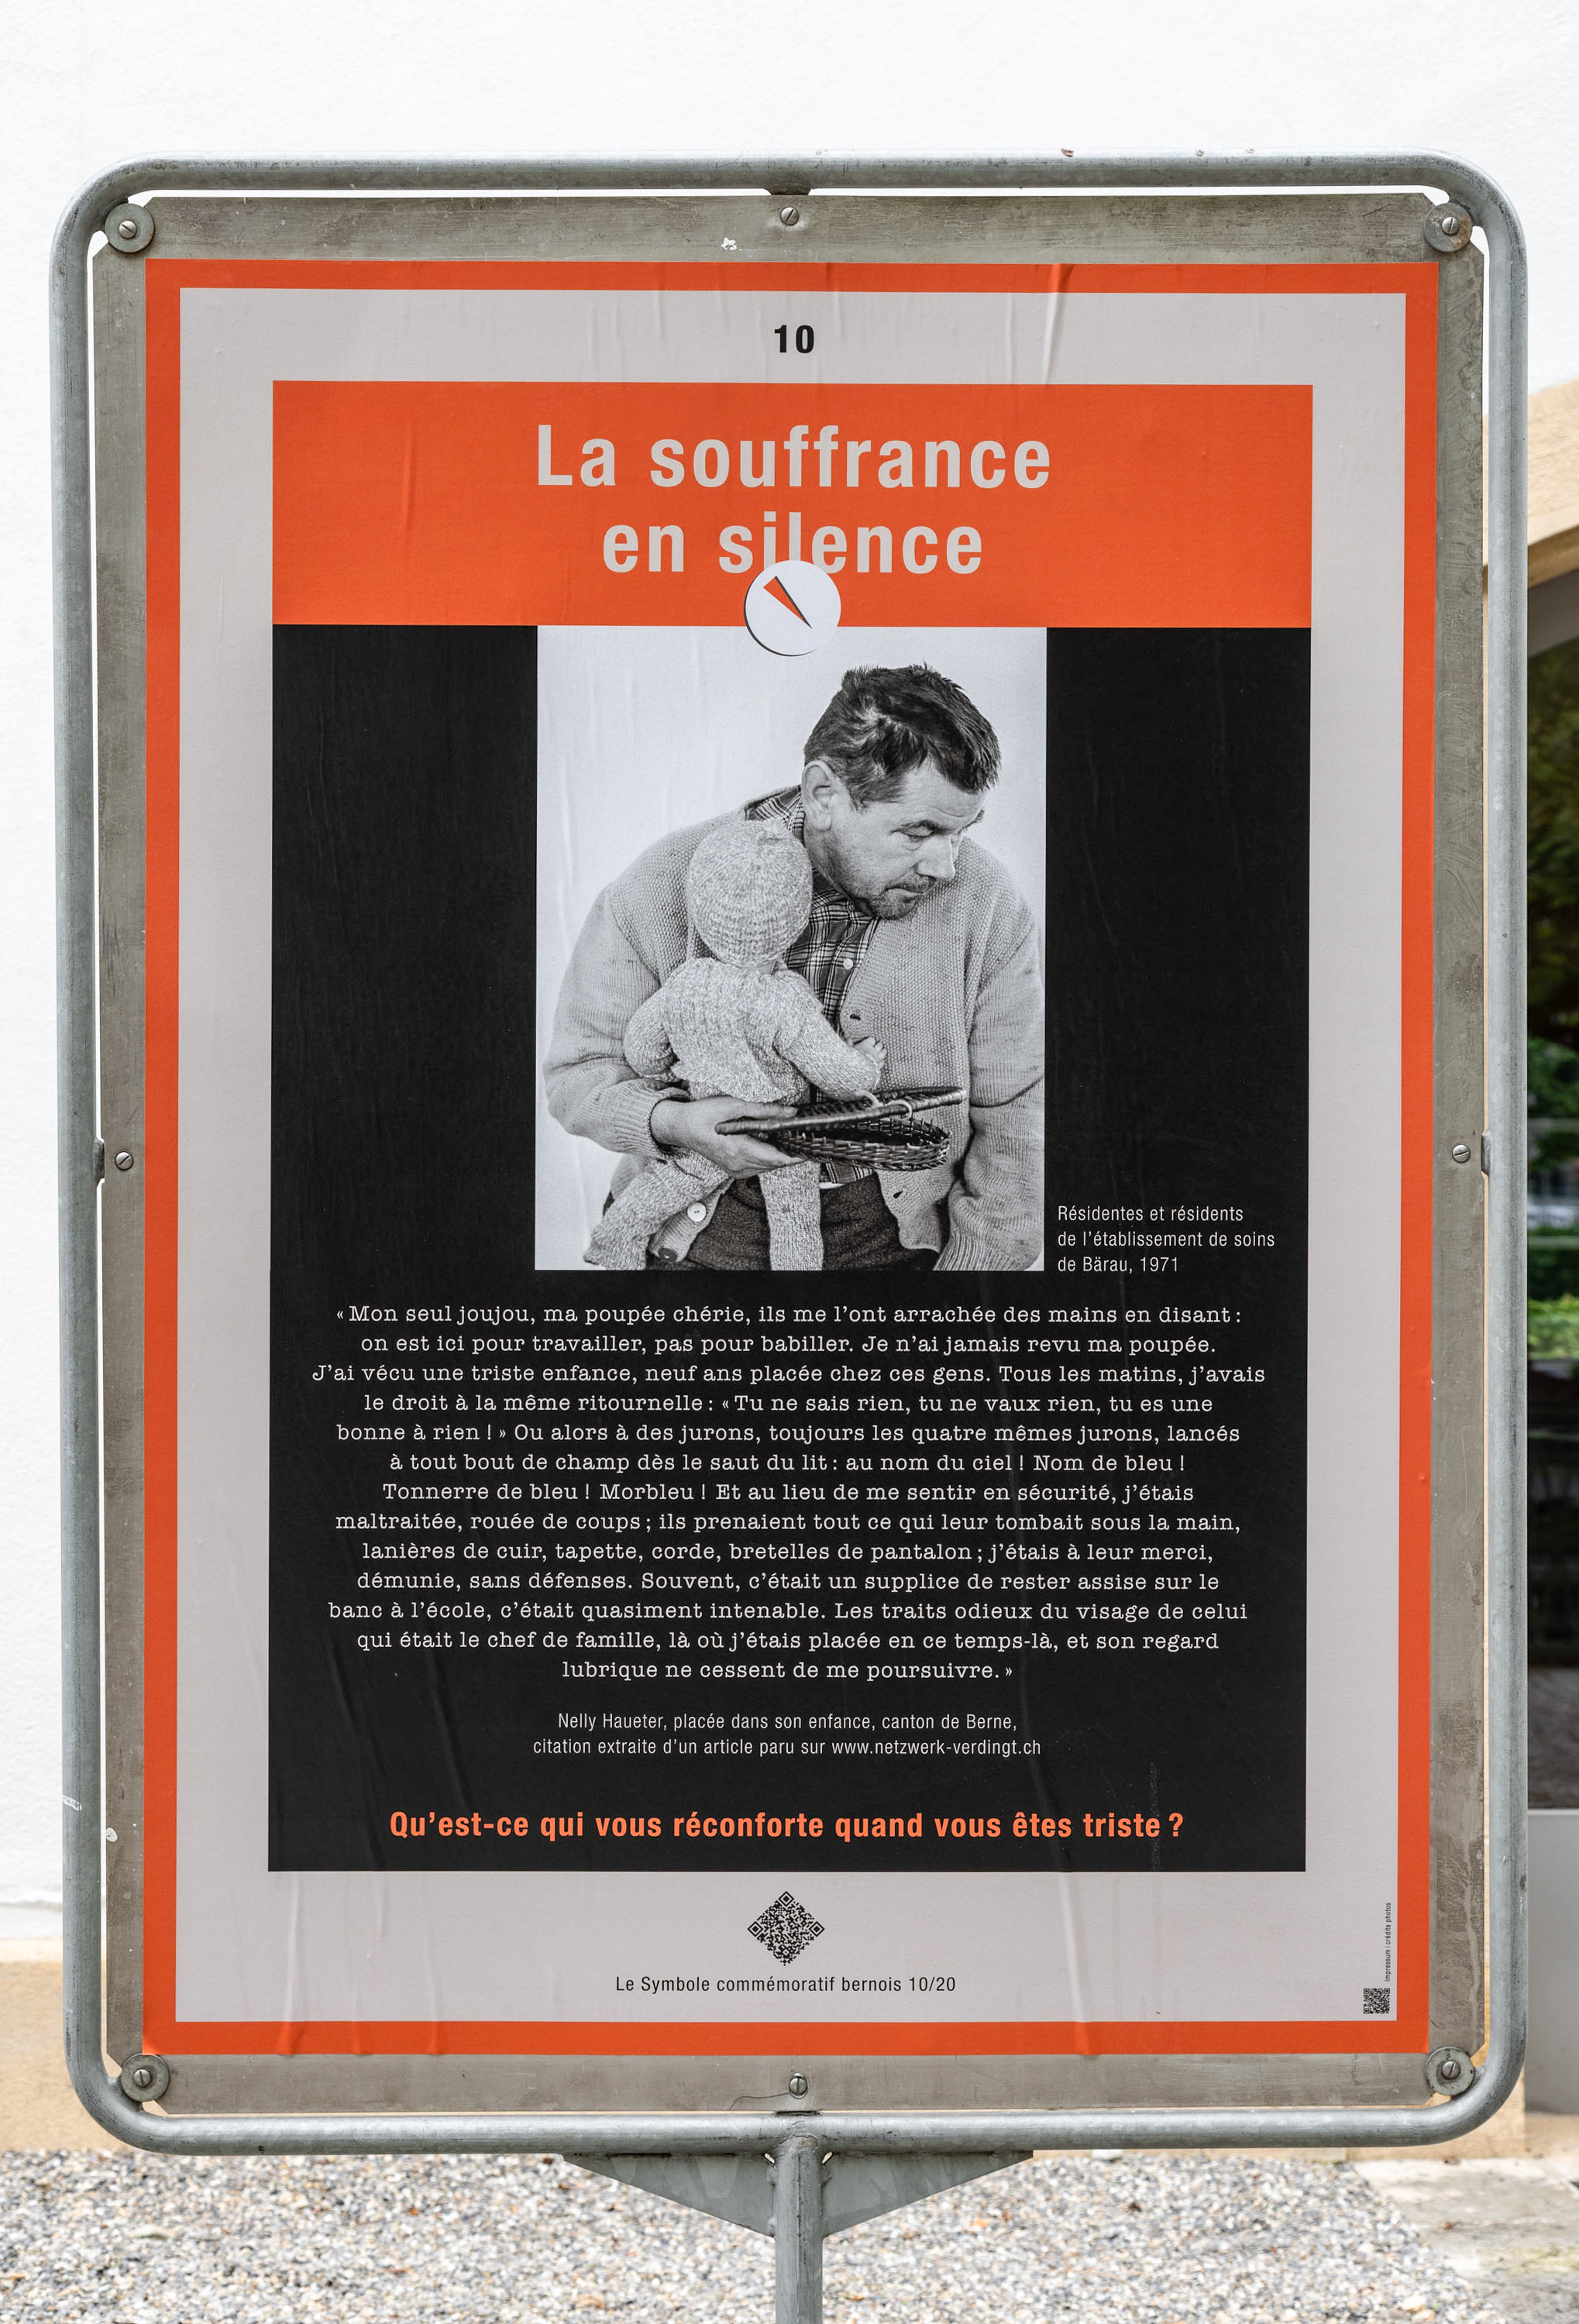 10
La souffrance
en silence
Résidentes et résidents
de l'établissement de soins
de Bärau, 1971
« Mon seul joujou, ma poupée chérie, ils me l'ont arrachée des mains en disant :
on est ici pour travailler, pas pour babiller. Je n'ai jamais revu ma poupée.
J'ai vécu une triste enfance, neuf ans placée chez ces gens. Tous les matins, j'avais
le droit à la même ritournelle : « Tu ne sais rien, tu ne vaux rien, tu es une
bonne à rien ! » Ou alors à des jurons, toujours les quatre mêmes jurons, lancés
à tout bout de champ dès le saut du lit : au nom du ciel ! Nom de bleu !
Tonnerre de bleu ! Morbleu ! Et au lieu de me sentir en sécurité, j'étais
maltraitée, rouée de coups ; ils prenaient tout ce qui leur tombait sous la main,
lanières de cuir, tapette, corde, bretelles de pantalon ; j'étais à leur merci,
démunie, sans défenses. Souvent, c'était un supplice de rester assise sur le
banc à l'école, c'était quasiment intenable. Les traits odieux du visage de celui
qui était le chef de famille, là où j'étais placée en ce temps-là, et son regard
lubrique ne cessent de me poursuivre. »
Nelly Haueter, placée dans son enfance, canton de Berne,
citation extraite d'un article paru sur www.netzwerk-verdingt.ch
Qu'est-ce qui vous réconforte quand vous êtes triste ?
Le Symbole commémoratif bernois 10/20
impressum | crédits photos